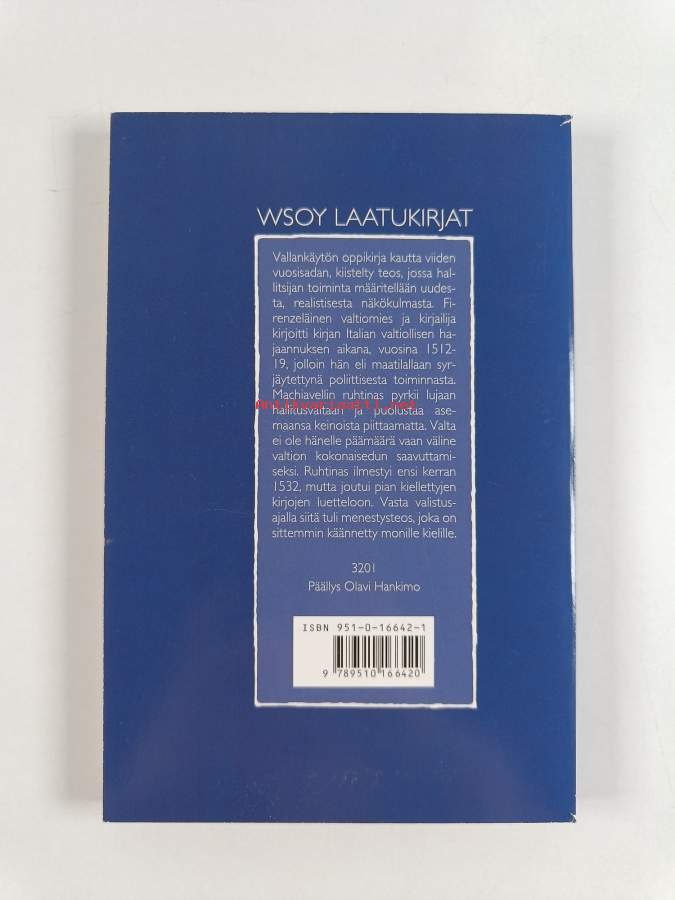 WSOY LAATUKIRJAT
Vallankäytön oppikirja kautta viiden
vuosisadan, kiistelty teos, jossa hal-
litsijan toiminta määritellään uudes-
ta, realistisesta näkökulmasta. Fi-
renzeläinen valtiomies ja kirjailija
kirjoitti kirjan Italian valtiollisen ha-
jaannuksen aikana, vuosina 1512-
19, jolloin hän eli maatilallaan syr-
jäytettynä poliittisesta toiminnasta.
Machiavellin ruhtinas pyrkii lujaan
hallitusvaltaan ja puolustaa ase-
maansa keinoista piittaamatta. Valta
ei ole hänelle päämäärä vaan väline
valtion kokonaisedun saavuttami-
seksi. Ruhtinas ilmestyi ensi kerran
1532, mutta joutui pian kiellettyjen
kirjojen luetteloon. Vasta valistus-
ajalla siitä tuli menestysteos, joka on
sittemmin käännetty monille kielille.
3201
Päällys Olavi Hankimo
ISBN 951-0-16642-1
9 789510 166420
Antikvariaatti.net